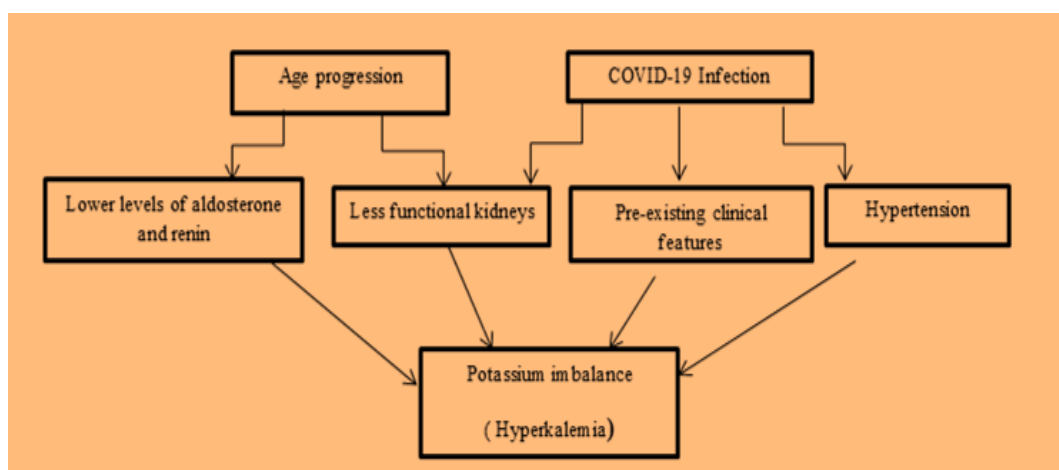 Age progression
COVID-19 Infection
Lower levels of aldosterone
and renin
Less functional kidneys
Pre-existing clinical
features
Hypertension
Potassium imbalance
( Hyperkalemia)